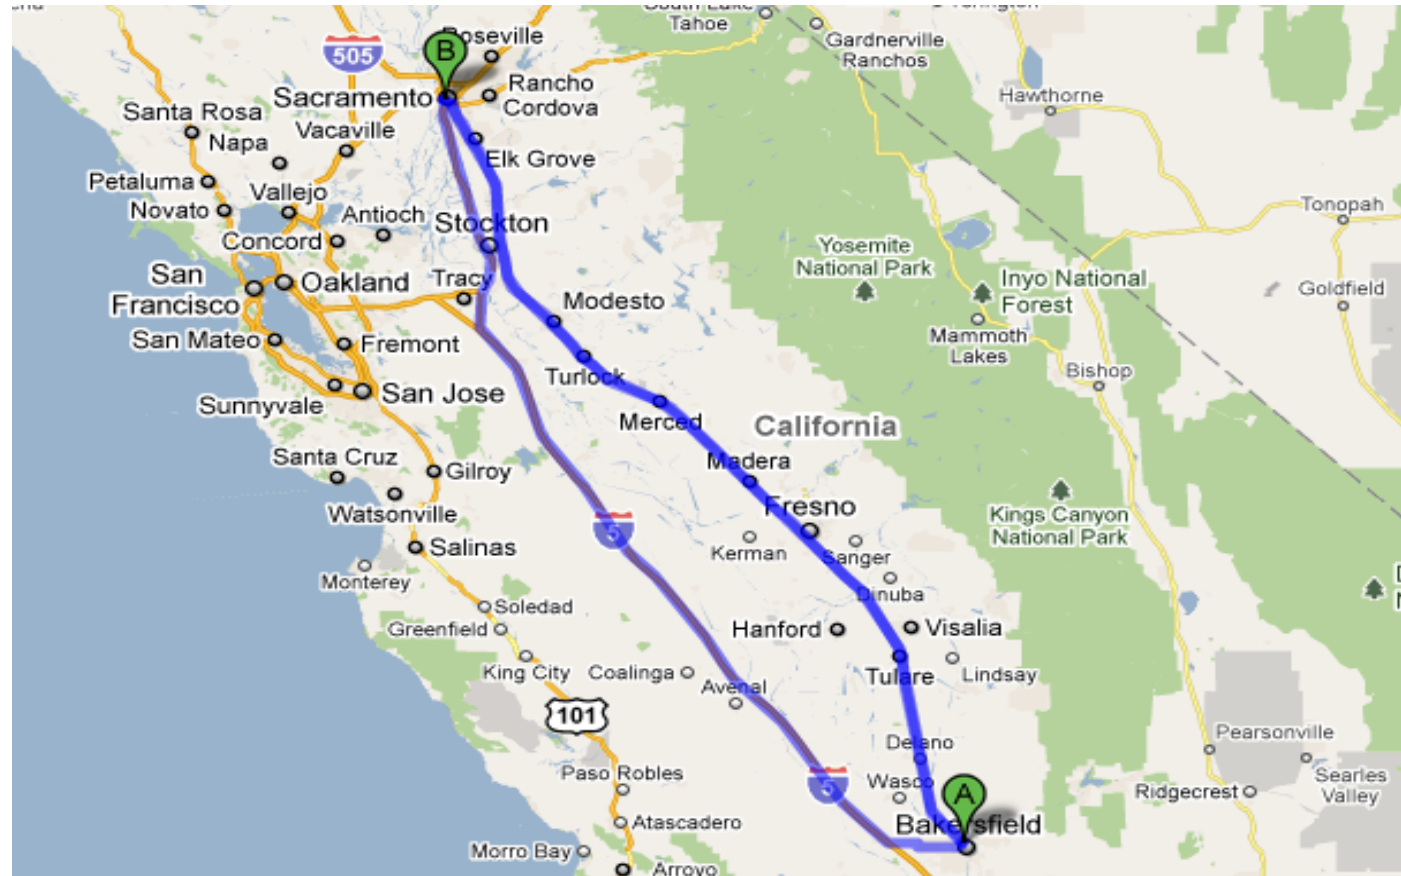 South Lake
Tahoe
Yerington
Roseville
505
B
Gardnerville
Ranchos
Rancho
Cordova
Sacramento
Hawthorne
Santa Rosa
Vacaville
Napa
Elk Grove
Petaluma
Vallejo
Novato
Antioch
Stockton
Tonopah
Concord
Yosemite
National Park
San
Francisco
Oakland
Tracy
Inyo National
Forest
Goldfield
Modesto
San Mateo
Fremont
Mammoth
Lakes
Turlock
Bishop
Sunnyvale
San Jose
Merced
California
Santa Cruz
Gilroy
Madera
Watsonville
Fresno
Kings Canyon
National Park
5
Salinas
Kerman
Sanger
Monterey
Dinuba
Soledad
Greenfield
Hanford
Visalia
King City
Coalinga
Tulare
Lindsay
Avenal
101
Delano
Pearsonville
Paso Robles
5
Wasco
A
Ridgecrest
Searles
Valley
Atascadero
Bakersfield
Morro Bay
Arroyo